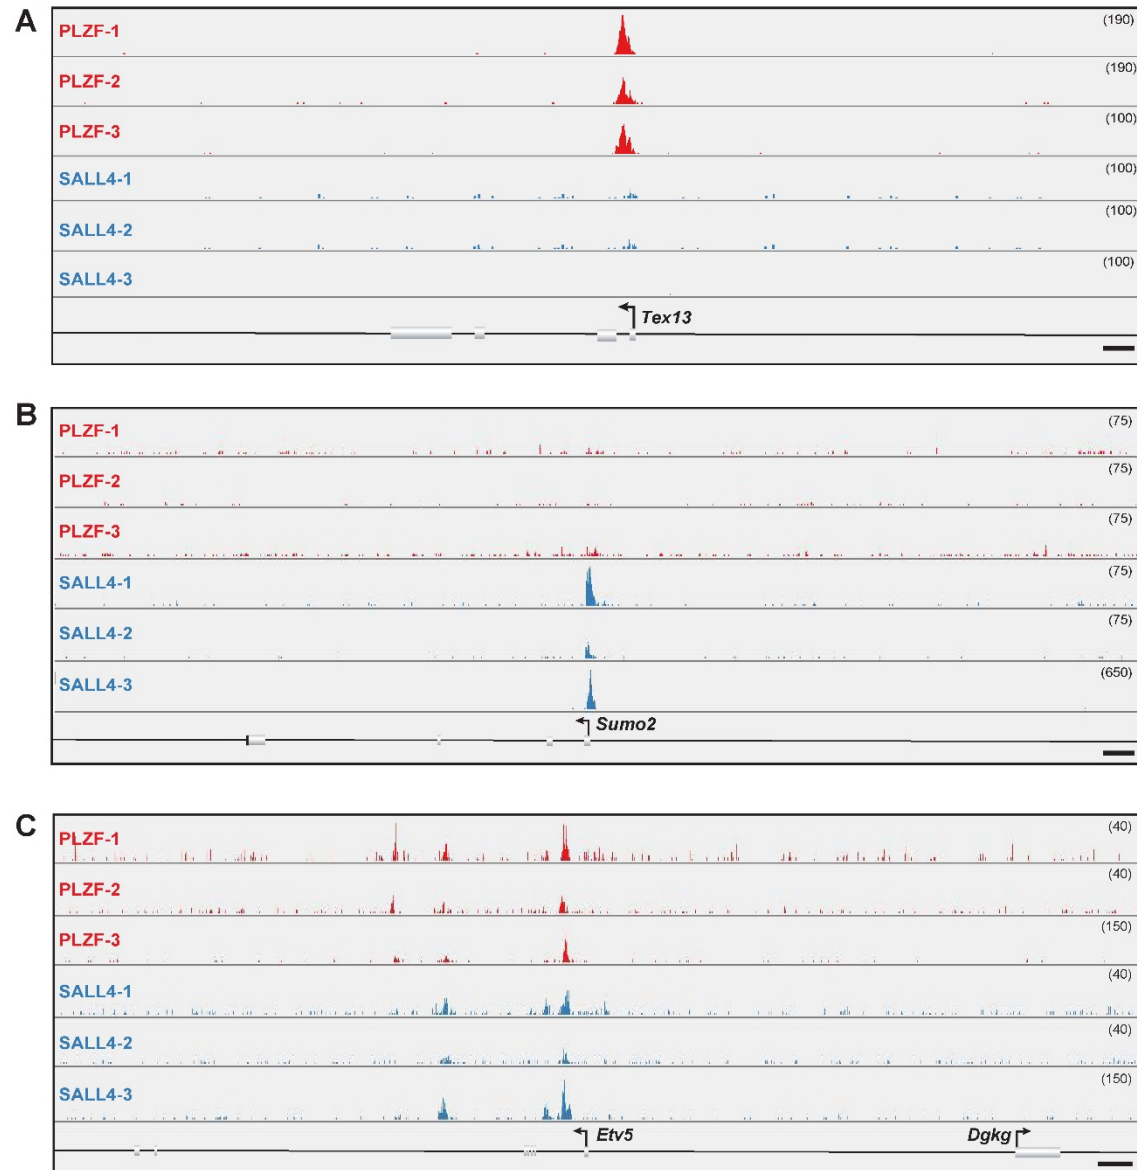 A
PLZF-1 (190)
PLZF-2 (190)
PLZF-3 (100)
SALL4-1 (100)
SALL4-2 (100)
SALL4-3 (100)
Tex13
B
PLZF-1 (75)
PLZF-2 (75)
PLZF-3 (75)
SALL4-1 (75)
SALL4-2 (75)
SALL4-3 (650)
Sumo2
C
PLZF-1 (40)
PLZF-2 (40)
PLZF-3 (150)
SALL4-1 (40)
SALL4-2 (40)
SALL4-3 (150)
Etv5 Dgkg